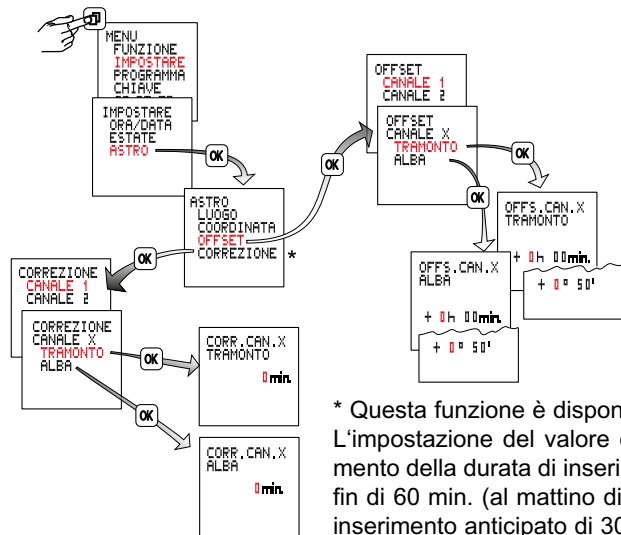 MENU
FUNZIONE
IMPOSTARE
PROGRAMMA
CHIAVE
IMPOSTARE
ORA/DATA
ESTATE
ASTRO
OK
ASTRO
LUOGO
COORDINATA
OFFSET
CORREZIONE *
OK
OFFSET
CANALE 1
CANALE 2
OFFSET
CANALE X
TRAMONTO
ALBA
OK
OK
OFFS.CAN.X
TRAMONTO
+ 0h 00min.
+ 0° 50'
OFFS.CAN.X
ALBA
+ 0h 00min.
+ 0° 50'
OK
CORREZIONE
CANALE 1
CANALE 2
CORREZIONE
CANALE X
TRAMONTO
ALBA
OK
OK
CORR.CAN.X
TRAMONTO
0min.
CORR.CAN.X
ALBA
0min.
* Questa funzione è dispon
L'impostazione del valore
mento della durata di inseri
fin di 60 min. (al mattino di
inserimento anticipato di 30